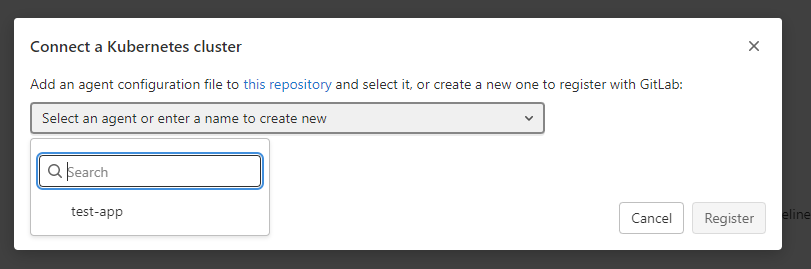 Connect a Kubernetes cluster
Add an agent configuration file to this repository and select it, or create a new one to register with GitLab:
Select an agent or enter a name to create new
Search
test-app
Cancel
Register
eline